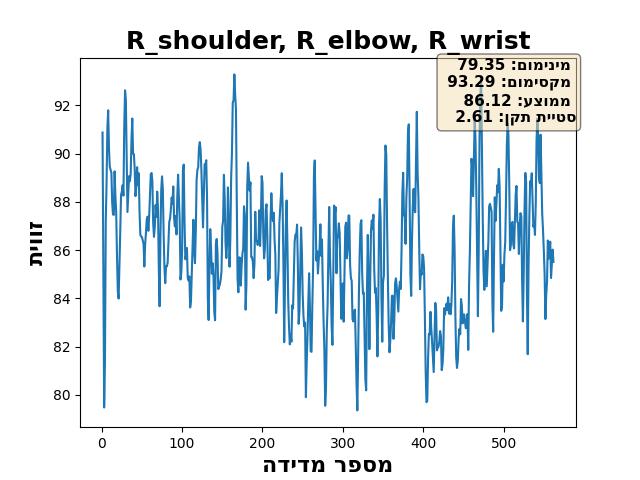 R_shoulder, R_elbow, R_wrist
מינימום: 79.35
מקסימום: 93.29
ממוצע: 86.12
סטיית תקן: 2.61
92
90
88
86
84
82
80
זווית
0 100 200 300 400 500
מספר מדידה